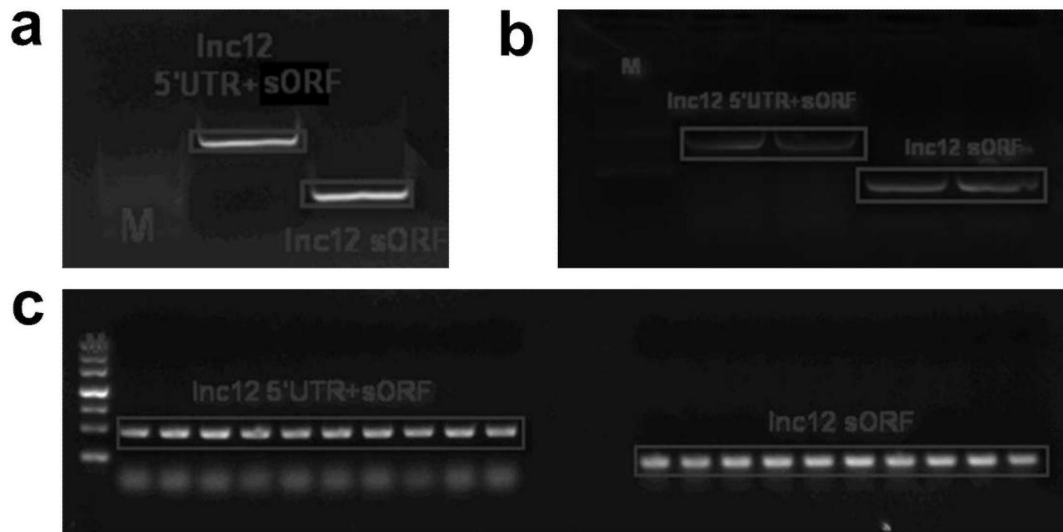 a
lnc12
5'UTR+sORF
M
lnc12 sORF
b
M
lnc12 5'UTR+sORF
lnc12 sORF
c
M
lnc12 5'UTR+sORF
lnc12 sORF